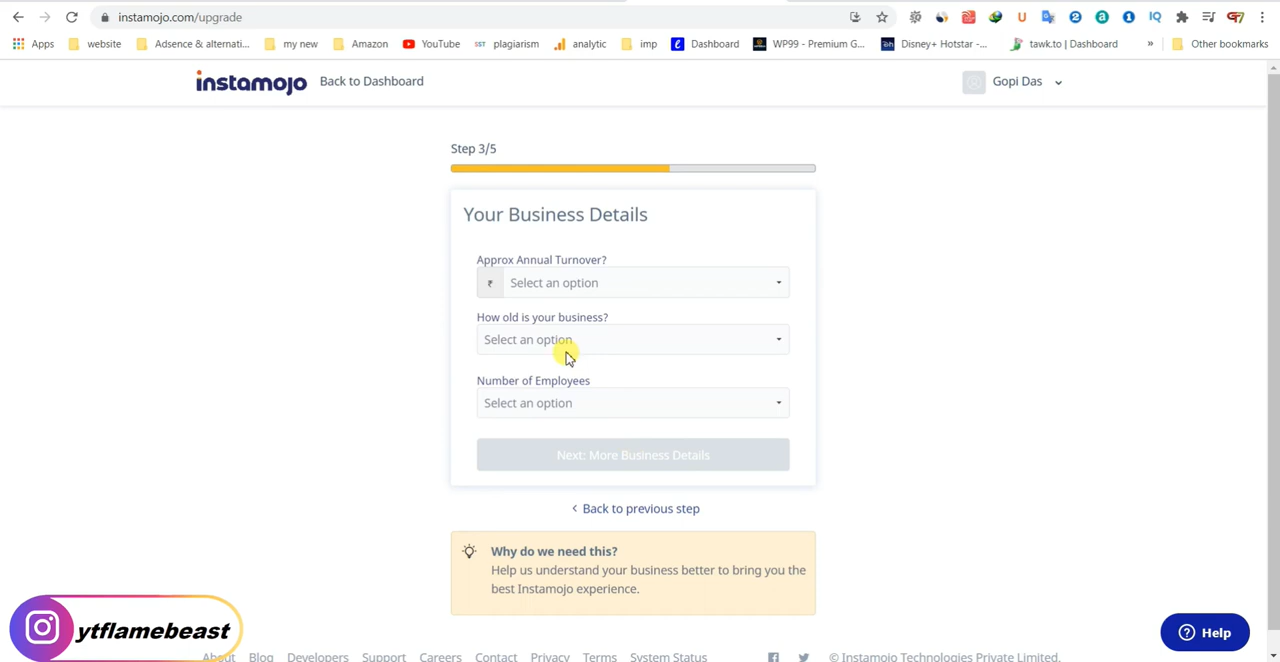 instamojo.com/upgrade
Apps website Adsence & alternati... my new Amazon YouTube SST plagiarism analytic imp Dashboard WP99 - Premium G... Disney+ Hotstar -... tawk.to | Dashboard » Other bookmarks
instamojo Back to Dashboard Gopi Das
Step 3/5
Your Business Details
Approx Annual Turnover?
₹ Select an option
How old is your business?
Select an option
Number of Employees
Select an option
Next: More Business Details
Back to previous step
Why do we need this?
Help us understand your business better to bring you the
best Instamojo experience.
Help
ytflamebeast
About Blog Developers Support Careers Contact Privacy Terms System Status © Instamojo Technologies Private Limited.